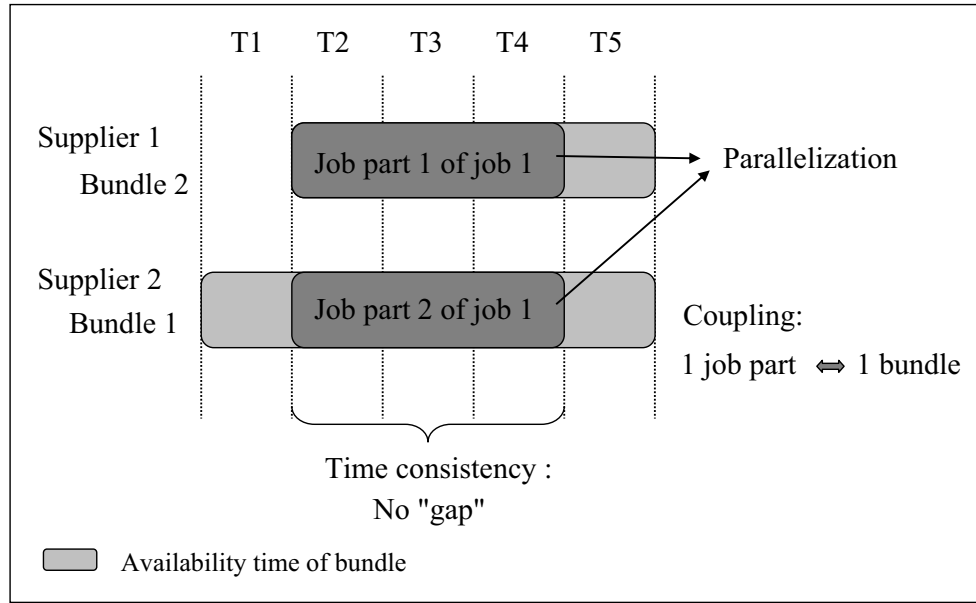 T1 T2 T3 T4 T5
Supplier 1
Bundle 2
Job part 1 of job 1
Parallelization
Supplier 2
Bundle 1
Job part 2 of job 1
Coupling:
1 job part ⇔ 1 bundle
Time consistency :
No "gap"
Availability time of bundle